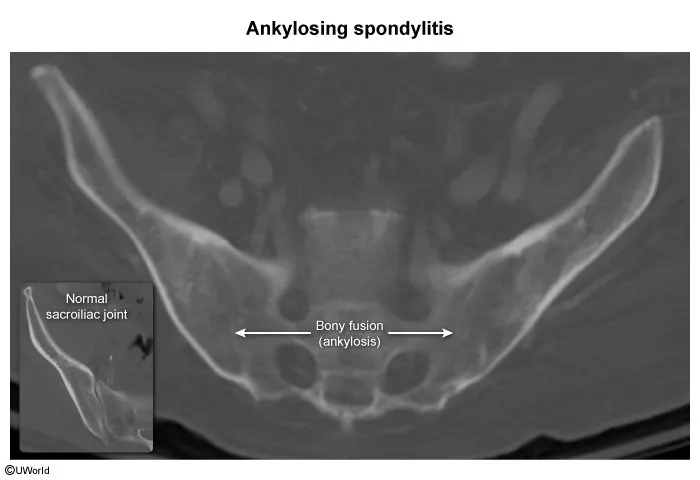 Ankylosing spondylitis
Normal
sacroiliac joint
Bony fusion
(ankylosis)
©UWorld